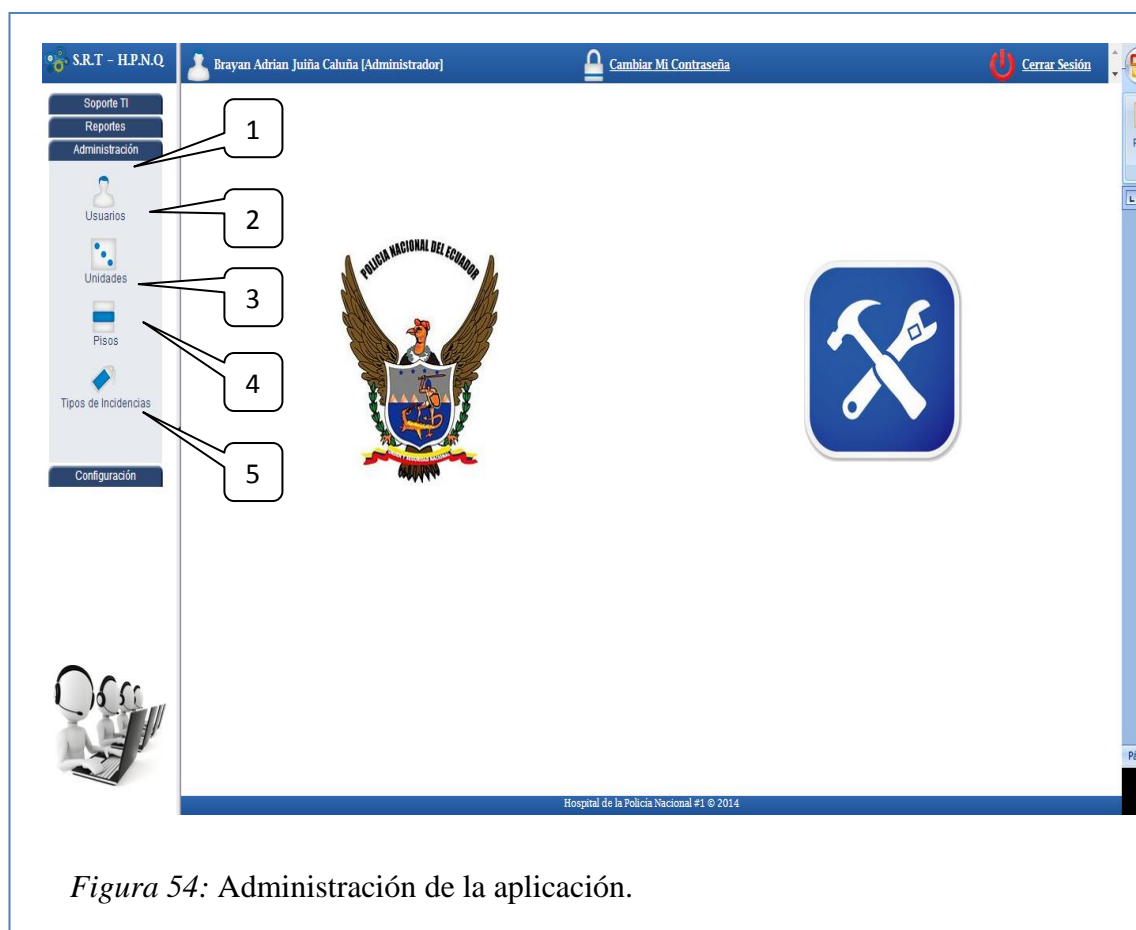 S.R.T – H.P.N.Q
Brayan Adrian Juiña Caluña [Administrador]
Cambiar Mi Contraseña
Cerrar Sesión
Soporte TI
Reportes
Administración
Usuarios
Unidades
Pisos
Tipos de Incidencias
Configuración
1
2
3
4
5
POLICIA NACIONAL DEL ECUADOR
Hospital de la Policía Nacional #1 © 2014
Figura 54: Administración de la aplicación.